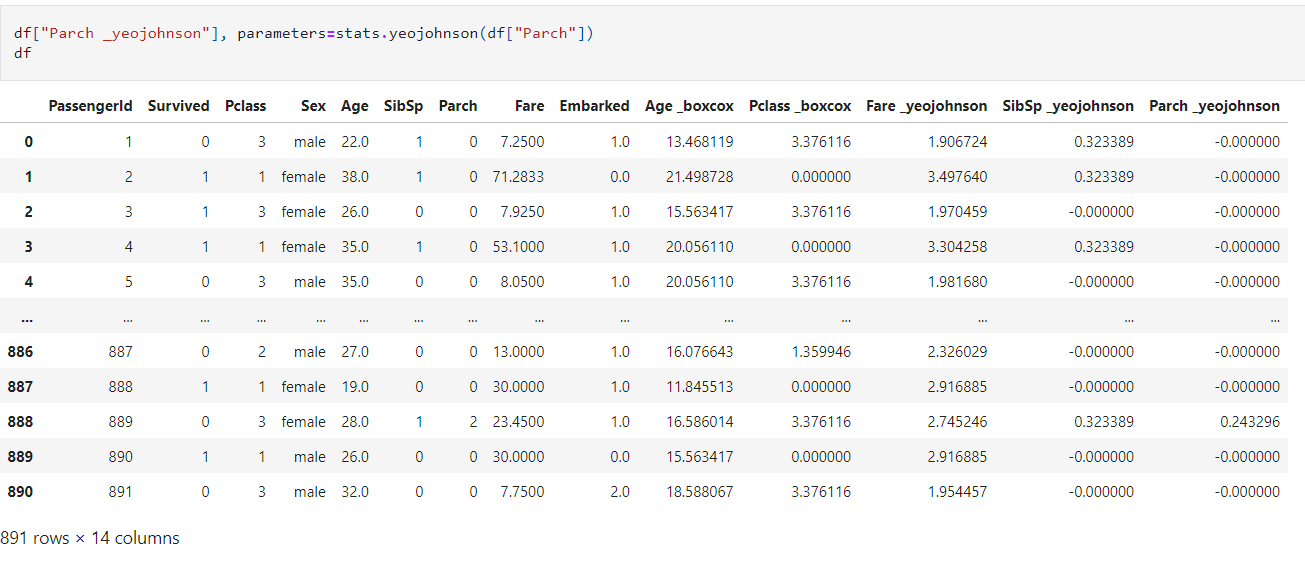 df["Parch _yeojohnson"], parameters=stats.yeojohnson(df["Parch"])
df
PassengerId Survived Pclass Sex Age SibSp Parch Fare Embarked Age _boxcox Pclass _boxcox Fare _yeojohnson SibSp _yeojohnson Parch _yeojohnson
0 1 0 3 male 22.0 1 0 7.2500 1.0 13.468119 3.376116 1.906724 0.323389 -0.000000
1 2 1 1 female 38.0 1 0 71.2833 0.0 21.498728 0.000000 3.497640 0.323389 -0.000000
2 3 1 3 female 26.0 0 0 7.9250 1.0 15.563417 3.376116 1.970459 -0.000000 -0.000000
3 4 1 1 female 35.0 1 0 53.1000 1.0 20.056110 0.000000 3.304258 0.323389 -0.000000
4 5 0 3 male 35.0 0 0 8.0500 1.0 20.056110 3.376116 1.981680 -0.000000 -0.000000
... ... ... ... ... ... ... ... ... ... ... ... ... ... ...
886 887 0 2 male 27.0 0 0 13.0000 1.0 16.076643 1.359946 2.326029 -0.000000 -0.000000
887 888 1 1 female 19.0 0 0 30.0000 1.0 11.845513 0.000000 2.916885 -0.000000 -0.000000
888 889 0 3 female 28.0 1 2 23.4500 1.0 16.586014 3.376116 2.745246 0.323389 0.243296
889 890 1 1 male 26.0 0 0 30.0000 0.0 15.563417 0.000000 2.916885 -0.000000 -0.000000
890 891 0 3 male 32.0 0 0 7.7500 2.0 18.588067 3.376116 1.954457 -0.000000 -0.000000
891 rows × 14 columns